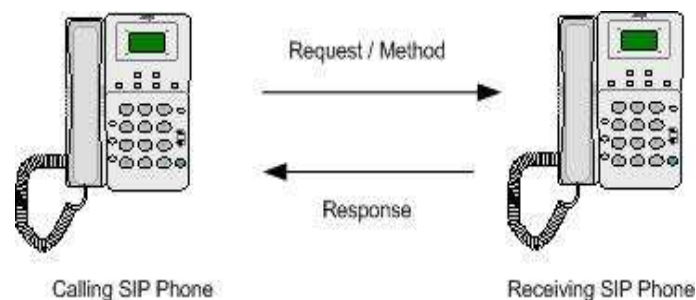 Request / Method
Response
Calling SIP Phone
Receiving SIP Phone